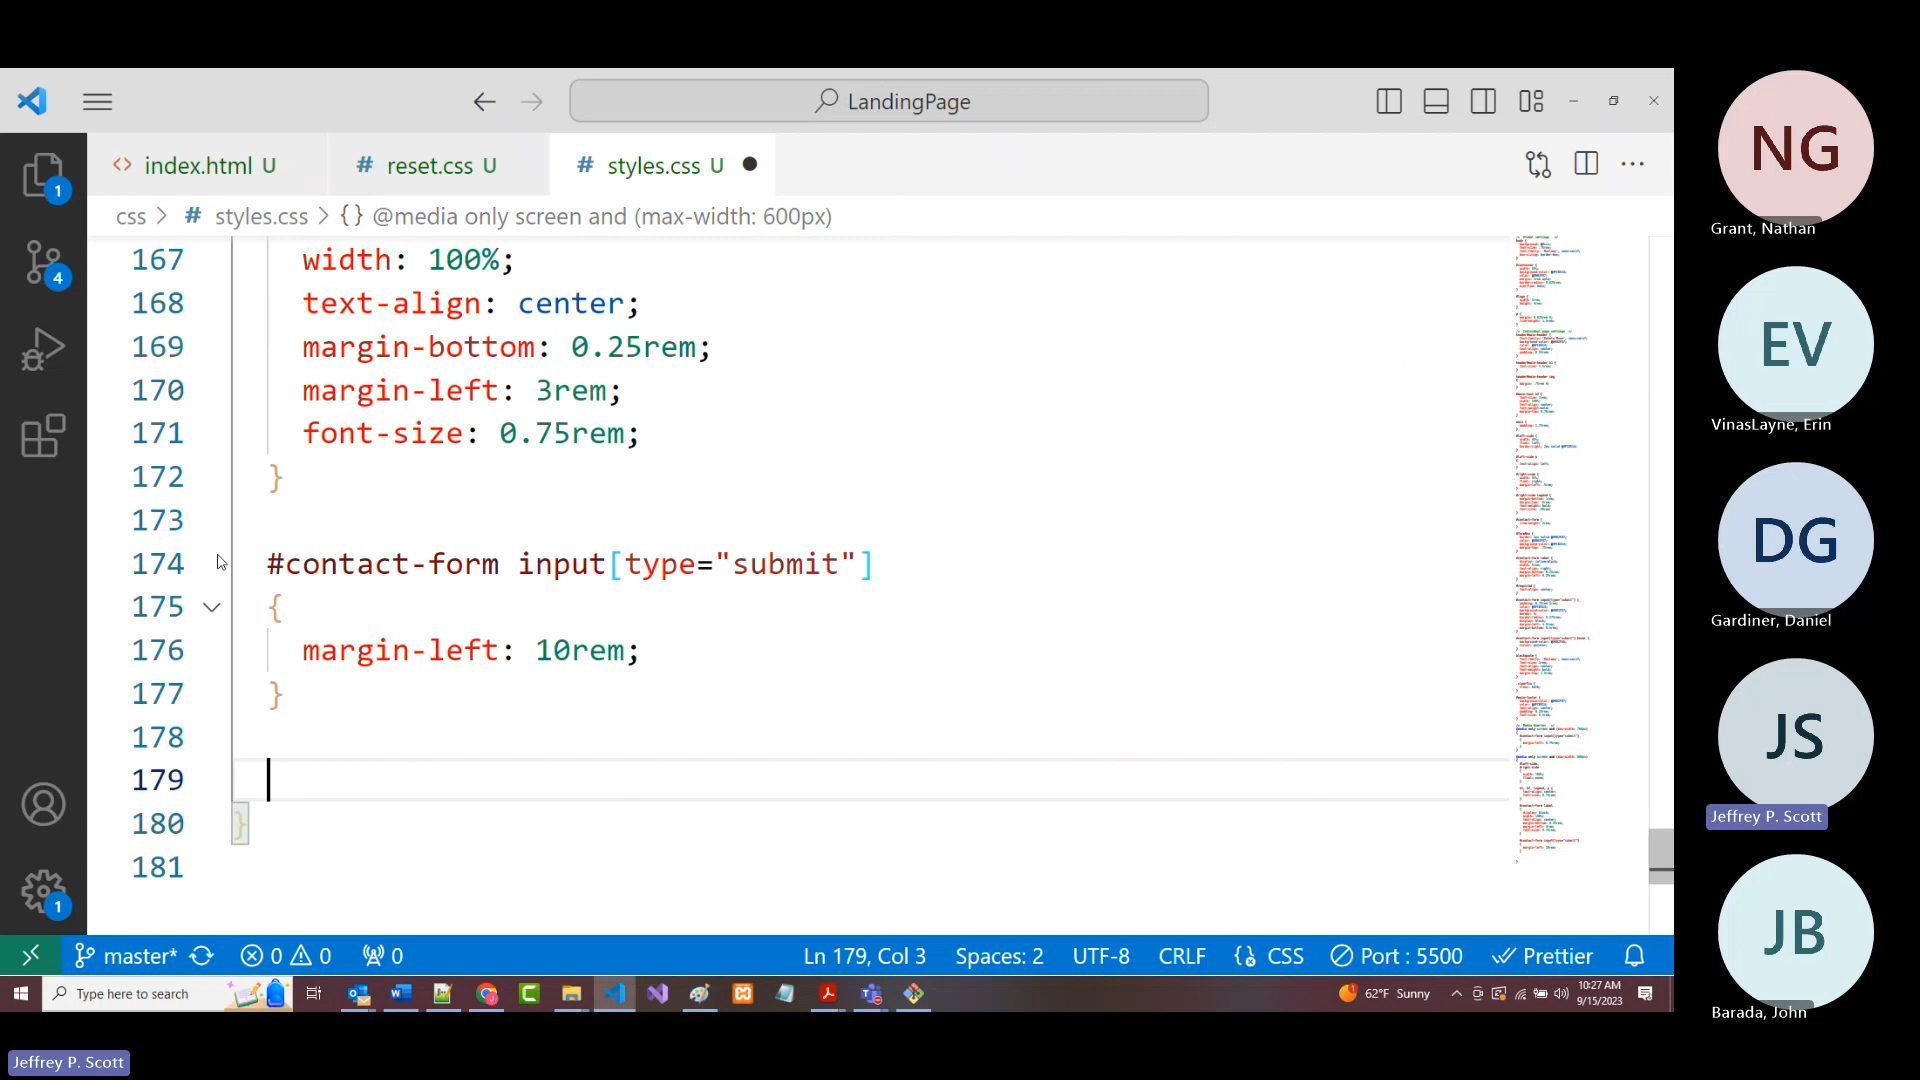 LandingPage
index.html U
# reset.css U
# styles.css U
css > # styles.css > {} @media only screen and (max-width: 600px)
167 width: 100%;
168 text-align: center;
169 margin-bottom: 0.25rem;
170 margin-left: 3rem;
171 font-size: 0.75rem;
172 }
173
174 #contact-form input[type="submit"]
175 {
176 margin-left: 10rem;
177 }
178
179
180 }
181
1
4
1
master* 0 0 0
Ln 179, Col 3 Spaces: 2 UTF-8 CRLF {} CSS Port : 5500 Prettier
Type here to search
62°F Sunny
10:27 AM
9/15/2023
NG
Grant, Nathan
EV
VinasLayne, Erin
DG
Gardiner, Daniel
JS
Jeffrey P. Scott
JB
Barada, John
Jeffrey P. Scott